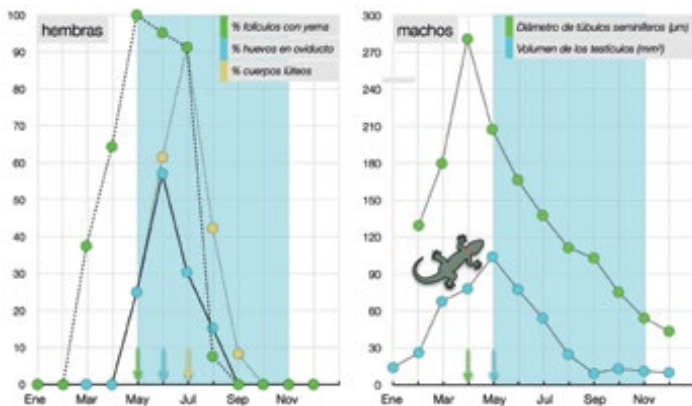 hembras
% folículos con yema
% huevos en oviducto
% cuerpos lúteos
100
90
80
70
60
50
40
30
20
10
0
Ene
Mar
May
Jul
Sep
Nov
machos
Diámetro de túbulos seminíferos (µm)
Volumen de los testículos (mm³)
300
270
240
210
180
150
120
90
60
30
0
Ene
Mar
May
Jul
Sep
Nov